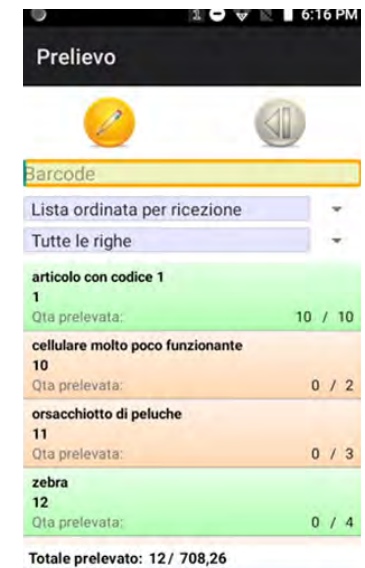 6:16 PM
Prelievo
Barcode
Lista ordinata per ricezione
Tutte le righe
articolo con codice 1
1
Qta prelevata: 10 / 10
cellulare molto poco funzionante
10
Qta prelevata: 0 / 2
orsacchiotto di peluche
11
Qta prelevata: 0 / 3
zebra
12
Qta prelevata: 0 / 4
Totale prelevato: 12/ 708,26